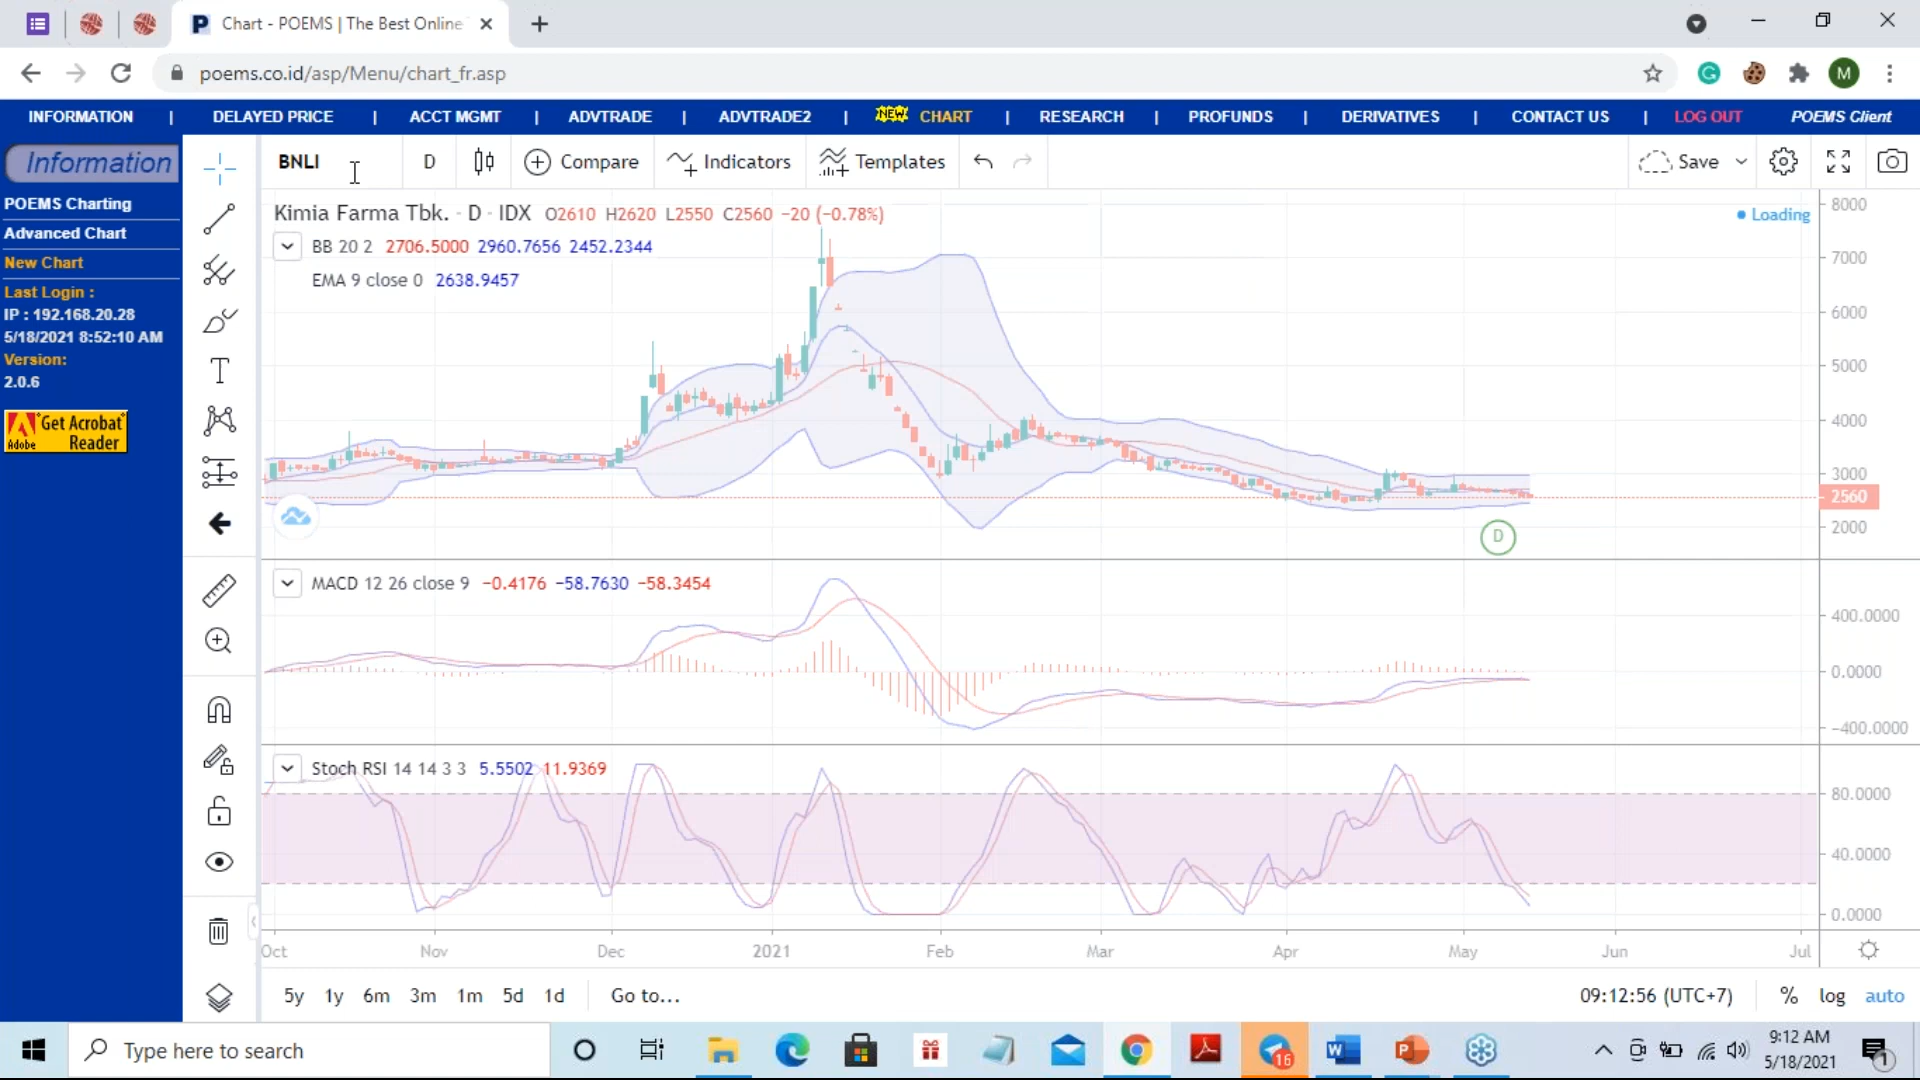 Chart - POEMS | The Best Online
poems.co.id/asp/Menu/chart_fr.asp
M
INFORMATION | DELAYED PRICE | ACCT MGMT | ADVTRADE | ADVTRADE2 | NEW CHART | RESEARCH | PROFUNDS | DERIVATIVES | CONTACT US | LOG OUT POEMS Client
Information
POEMS Charting
Advanced Chart
New Chart
Last Login :
IP : 192.168.20.28
5/18/2021 8:52:10 AM
Version:
2.0.6
Get Acrobat
Adobe Reader
BNLI D Compare Indicators Templates Save
Kimia Farma Tbk. · D · IDX O2610 H2620 L2550 C2560 −20 (−0.78%)
Loading
BB 20 2 2706.5000 2960.7656 2452.2344
EMA 9 close 0 2638.9457
8000
7000
6000
5000
4000
3000
2560
2000
D
MACD 12 26 close 9 −0.4176 −58.7630 −58.3454
400.0000
0.0000
−400.0000
Stoch RSI 14 14 3 3 5.5502 11.9369
80.0000
40.0000
0.0000
Oct Nov Dec 2021 Feb Mar Apr May Jun Jul
5y 1y 6m 3m 1m 5d 1d Go to... 09:12:56 (UTC+7) % log auto
Type here to search
16
9:12 AM
5/18/2021
1